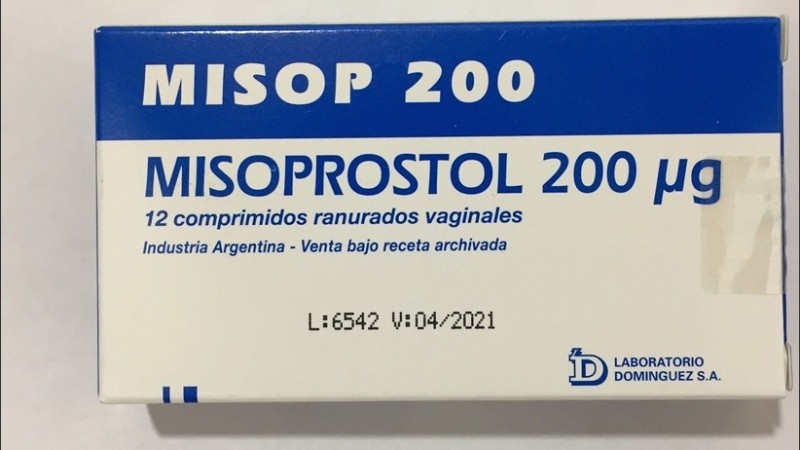 MISOP 200
MISOPROSTOL 200 µg
12 comprimidos ranurados vaginales
Industria Argentina - Venta bajo receta archivada
L:6542 V:04/2021
LABORATORIO
DOMINGUEZ S.A.